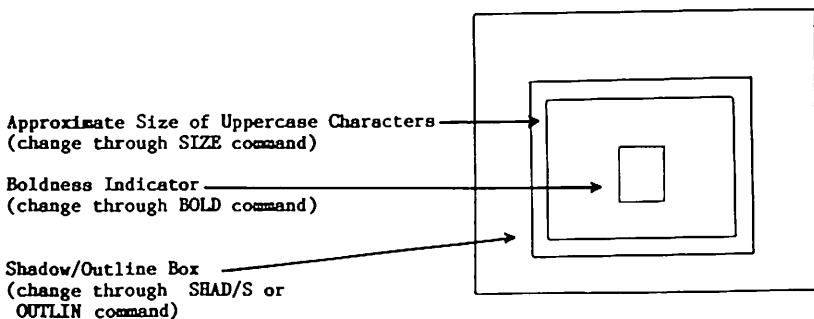 Approximate Size of Uppercase Characters
(change through SIZE command)
Boldness Indicator
(change through BOLD command)
Shadow/Outline Box
(change through SHAD/S or
OUTLIN command)